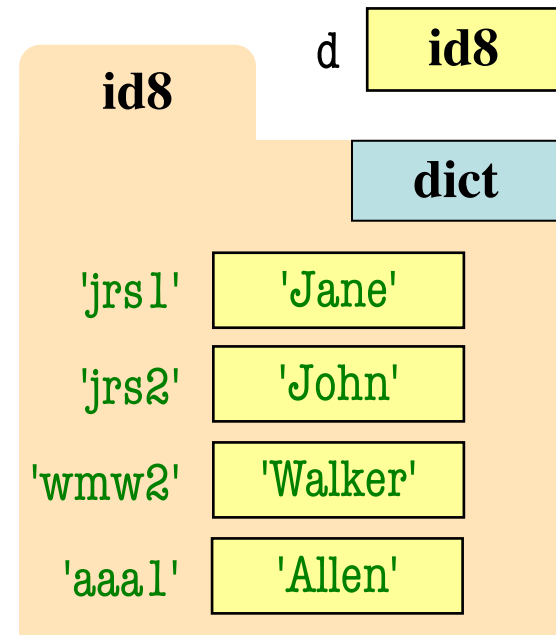 d id8
id8
dict
'jrs1' 'Jane'
'jrs2' 'John'
'wmw2' 'Walker'
'aaa1' 'Allen'